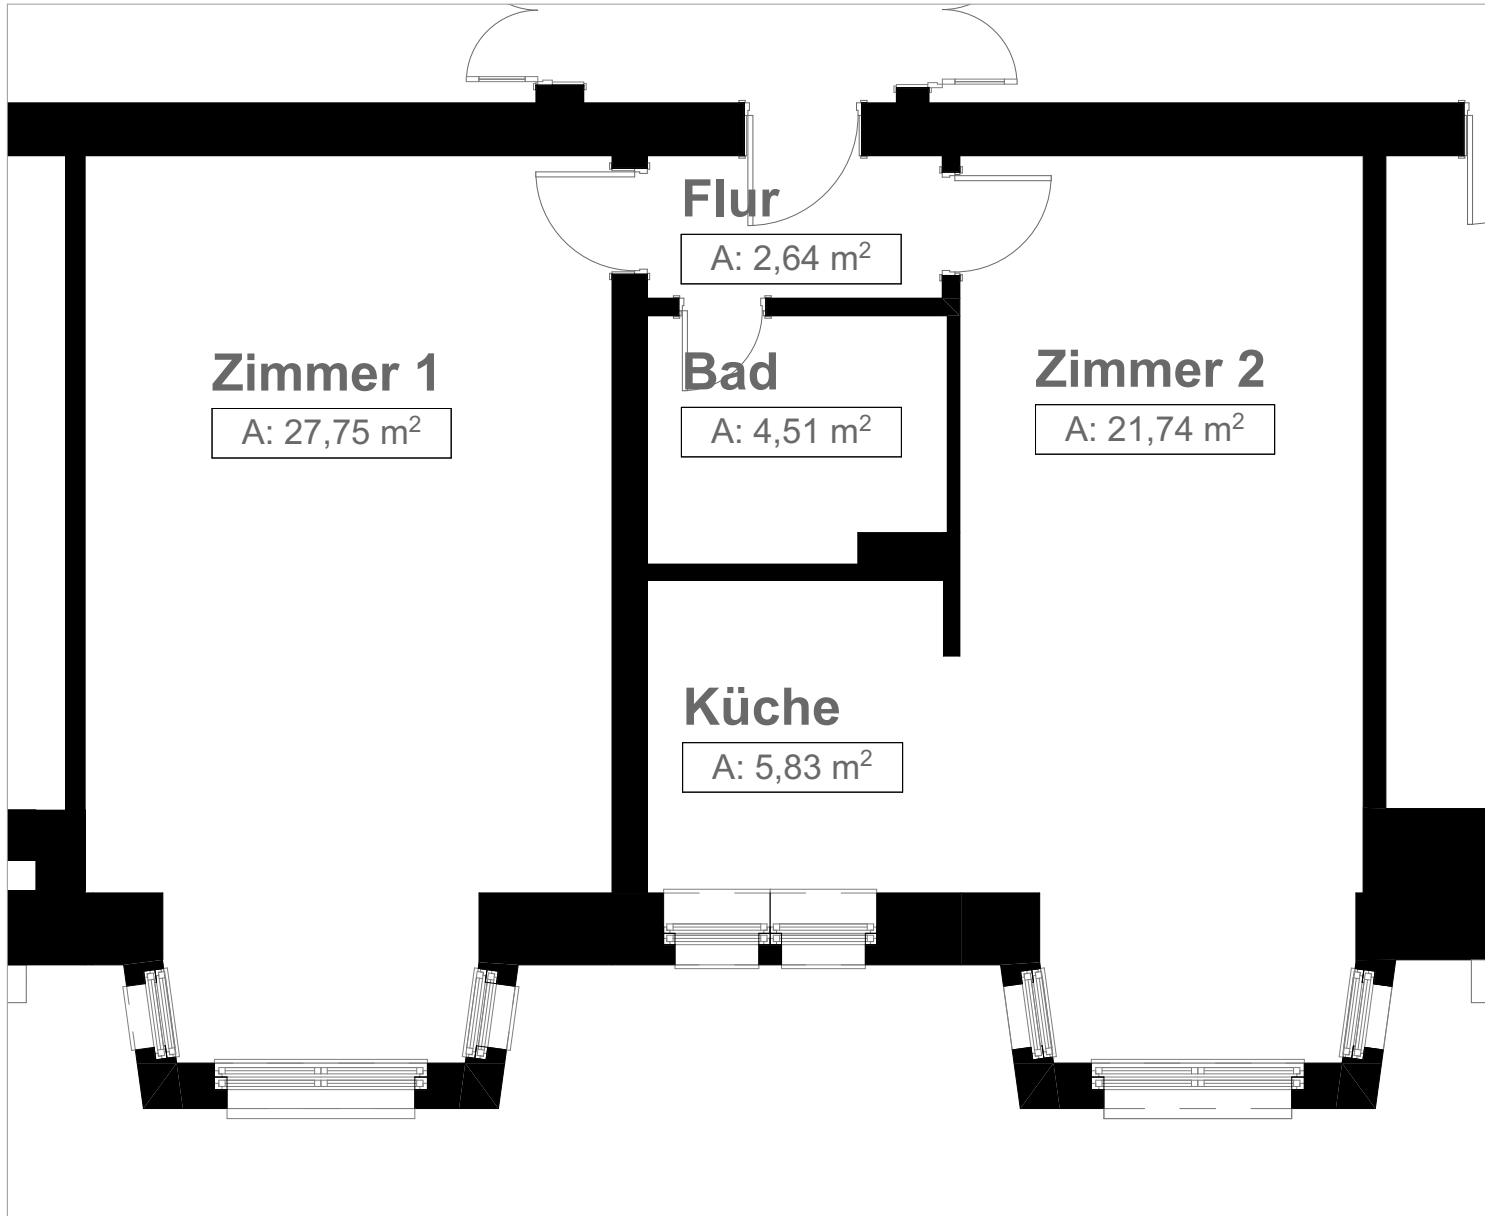 Flur
A: 2,64 m²
Zimmer 1
A: 27,75 m²
Bad
A: 4,51 m²
Zimmer 2
A: 21,74 m²
Küche
A: 5,83 m²